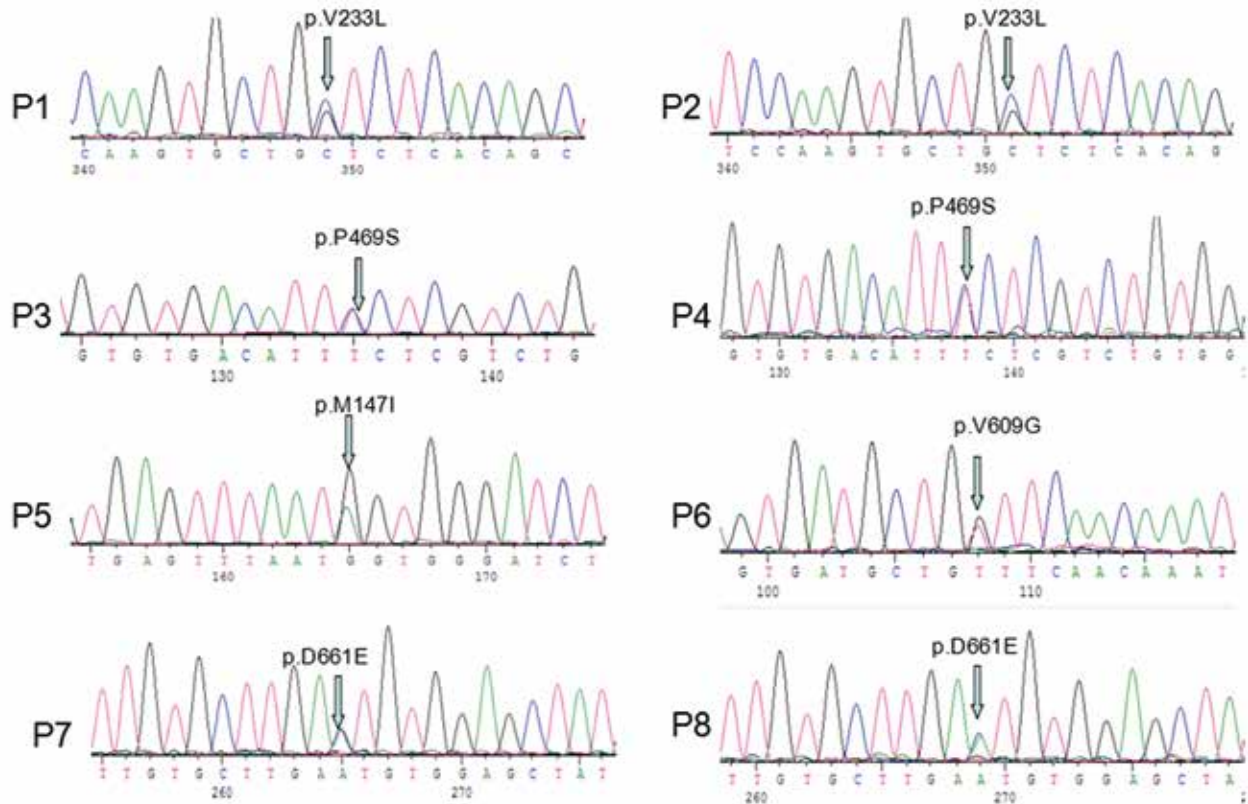 p.V233L
P1
C A A G T G C T G C T C T C A C A G C
340 350
p.V233L
P2
T C C A A G T G C T G C T C T C A C A G
340 350
p.P469S
P3
G T G T G A C A T T T C T C G T C T G
130 140
p.P469S
P4
G T G T G A C A T T T C T C G T C T G T G G
130 140
p.M147I
P5
T G A G T T T A A T G G T G G G A T C T
160 170
p.V609G
P6
G T G A T G C T G T T T C A A C A A A T
100 110
p.D661E
P7
T T G T G C T T G A A T G T G G A G C T A T
260 270
p.D661E
P8
T T G T G C T T G A A T G T G G A G C T A
260 270